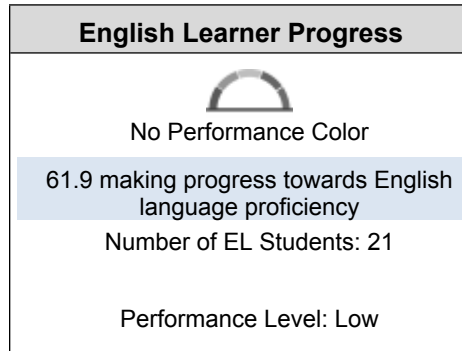 English Learner Progress
No Performance Color
61.9 making progress towards English
language proficiency
Number of EL Students: 21
Performance Level: Low